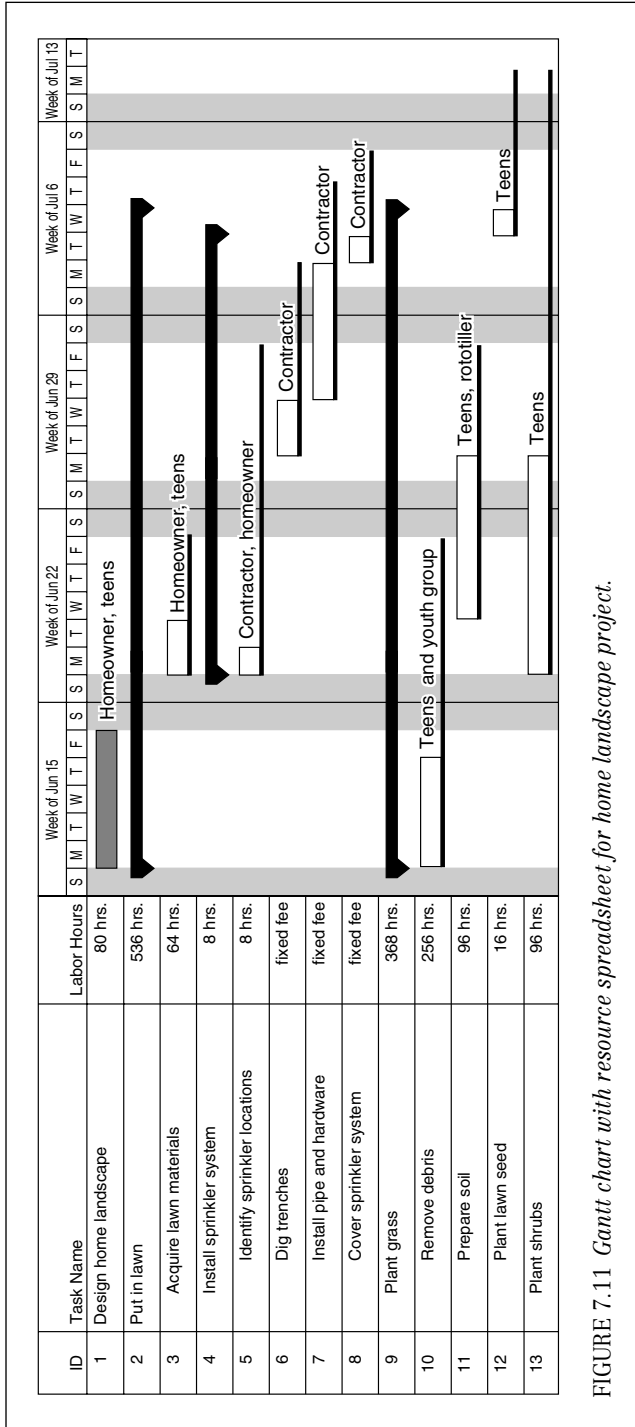 Week of Jun 15 Week of Jun 22 Week of Jun 29 Week of Jul 6 Week of Jul 13
ID Task Name Labor Hours S M T W T F S S M T W T F S S M T W T F S S M T W T F S S M T
1 Design home landscape 80 hrs. Homeowner, teens
2 Put in lawn 536 hrs.
3 Acquire lawn materials 64 hrs. Homeowner, teens
4 Install sprinkler system 8 hrs.
5 Identify sprinkler locations 8 hrs. Contractor, homeowner
6 Dig trenches fixed fee Contractor
7 Install pipe and hardware fixed fee Contractor
8 Cover sprinkler system fixed fee Contractor
9 Plant grass 368 hrs.
10 Remove debris 256 hrs. Teens and youth group
11 Prepare soil 96 hrs. Teens, rototiller
12 Plant lawn seed 16 hrs. Teens
13 Plant shrubs 96 hrs. Teens
FIGURE 7.11 Gantt chart with resource spreadsheet for home landscape project.